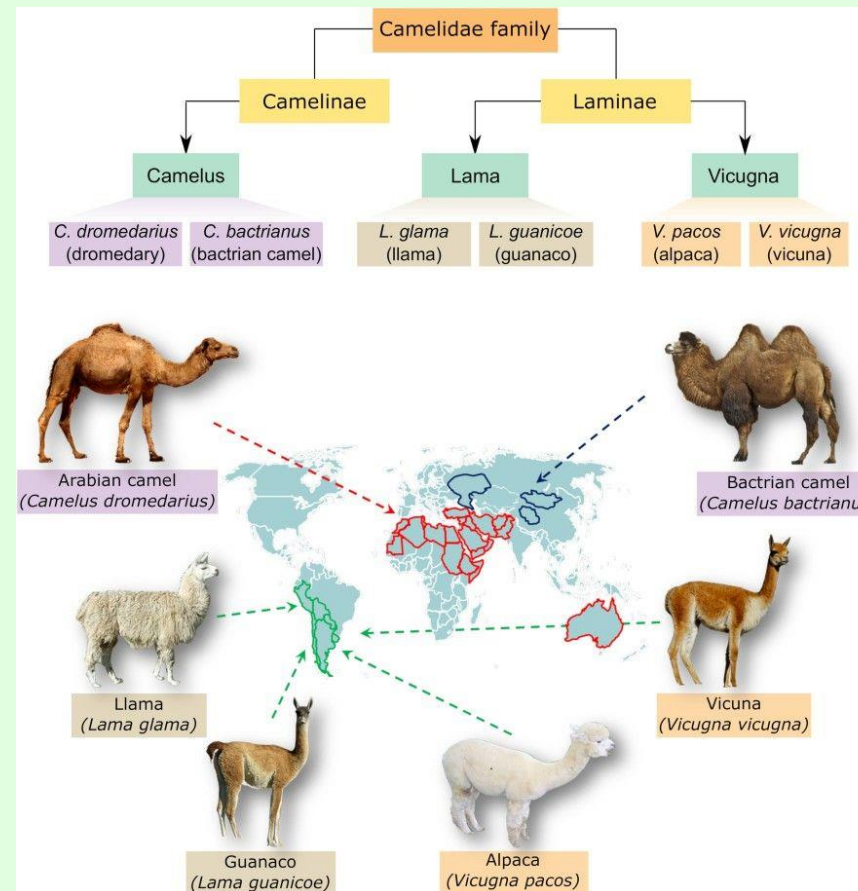 Camelidae family
Camelinae
Laminae
Camelus
Lama
Vicugna
C. dromedarius
(dromedary)
C. bactrianus
(bactrian camel)
L. glama
(llama)
L. guanicoe
(guanaco)
V. pacos
(alpaca)
V. vicugna
(vicuna)
Arabian camel
(Camelus dromedarius)
Bactrian camel
(Camelus bactrianu
Llama
(Lama glama)
Vicuna
(Vicugna vicugna)
Guanaco
(Lama guanicoe)
Alpaca
(Vicugna pacos)